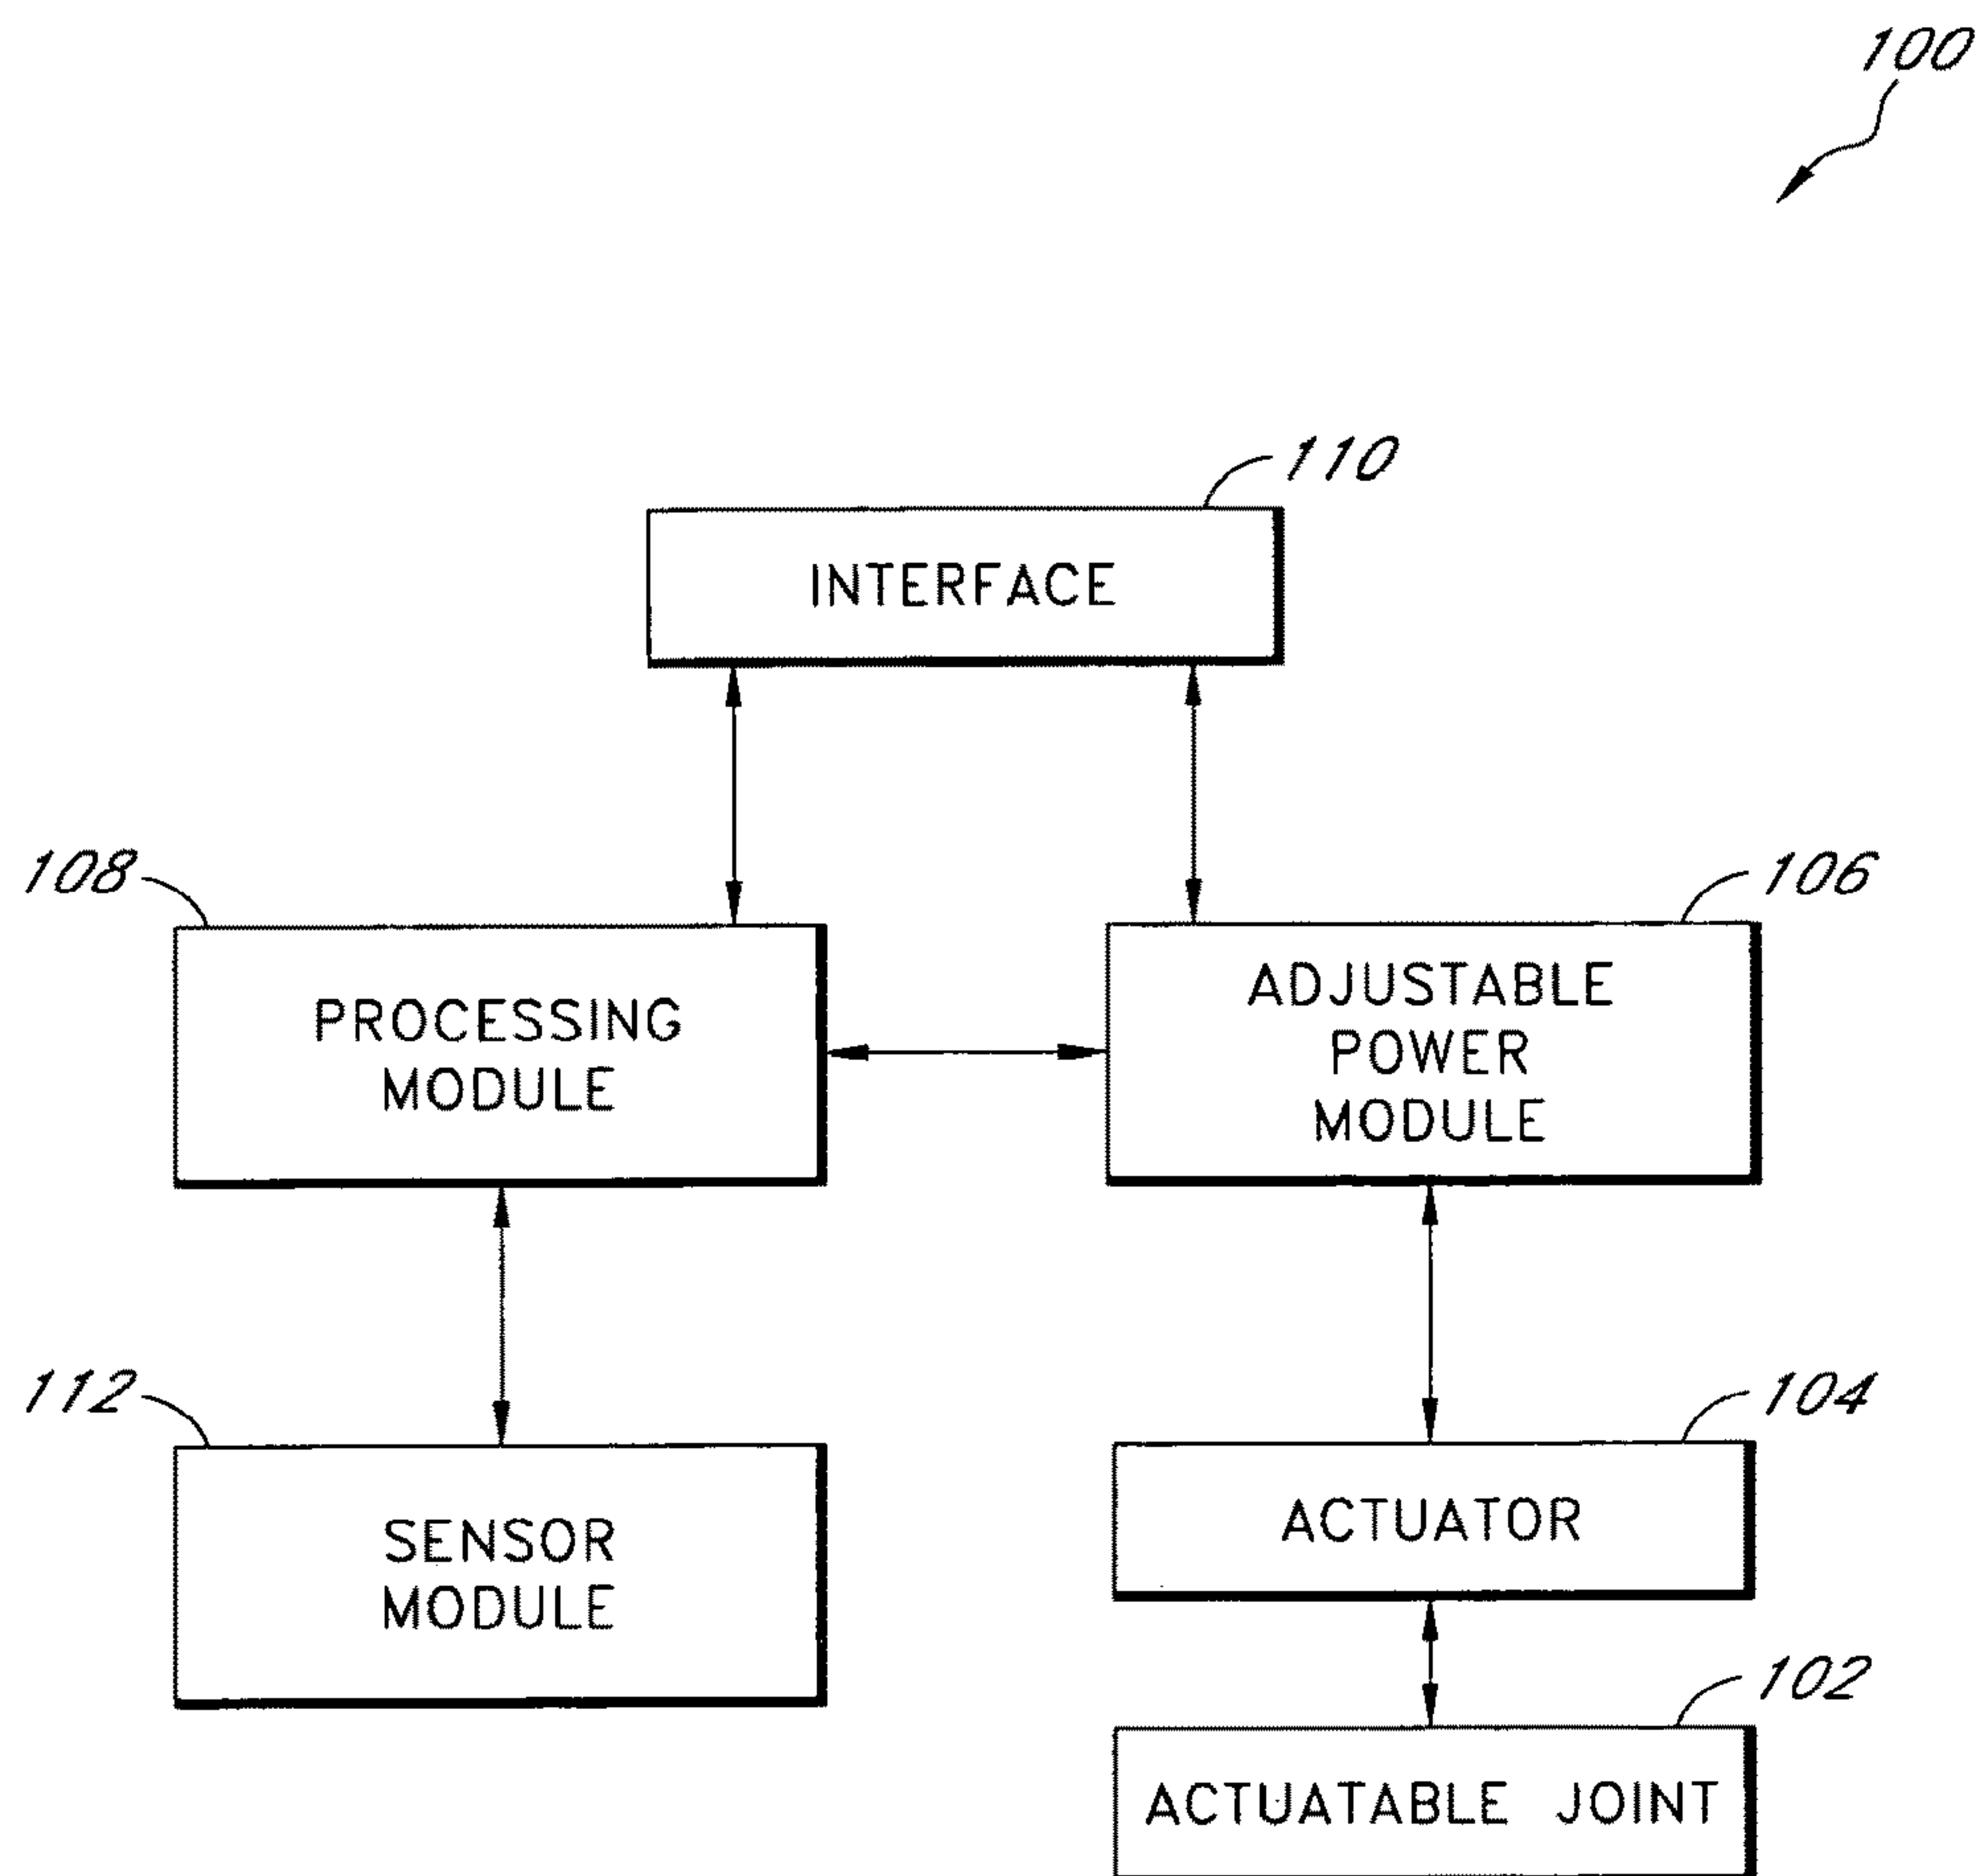 100
110
INTERFACE
108
106
PROCESSING
MODULE
ADJUSTABLE
POWER
MODULE
112
104
SENSOR
MODULE
ACTUATOR
102
ACTUATABLE JOINT